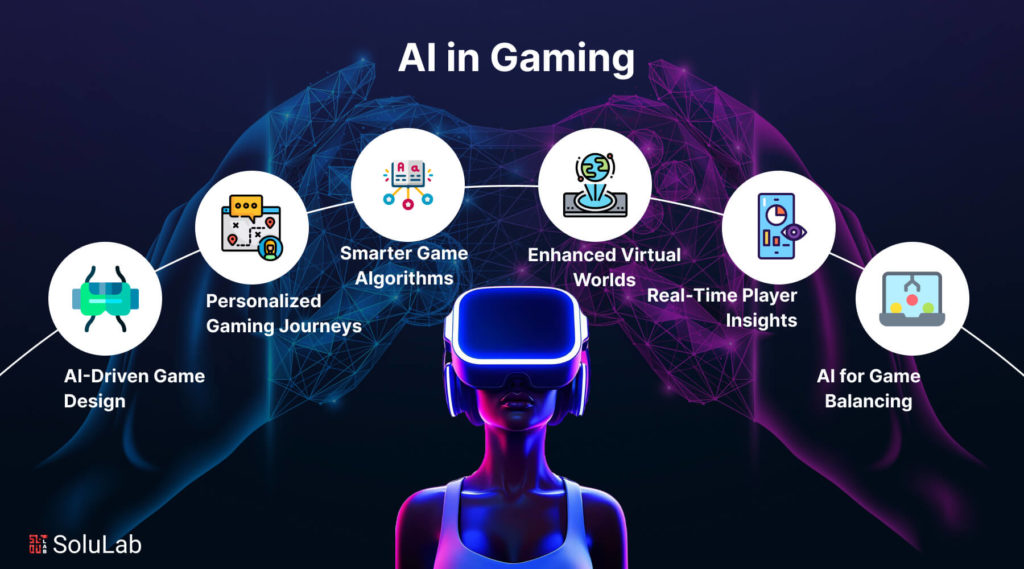 AI in Gaming
AI-Driven Game
Design
Personalized
Gaming Journeys
Smarter Game
Algorithms
Enhanced Virtual
Worlds
Real-Time Player
Insights
AI for Game
Balancing
A a
SoluLab